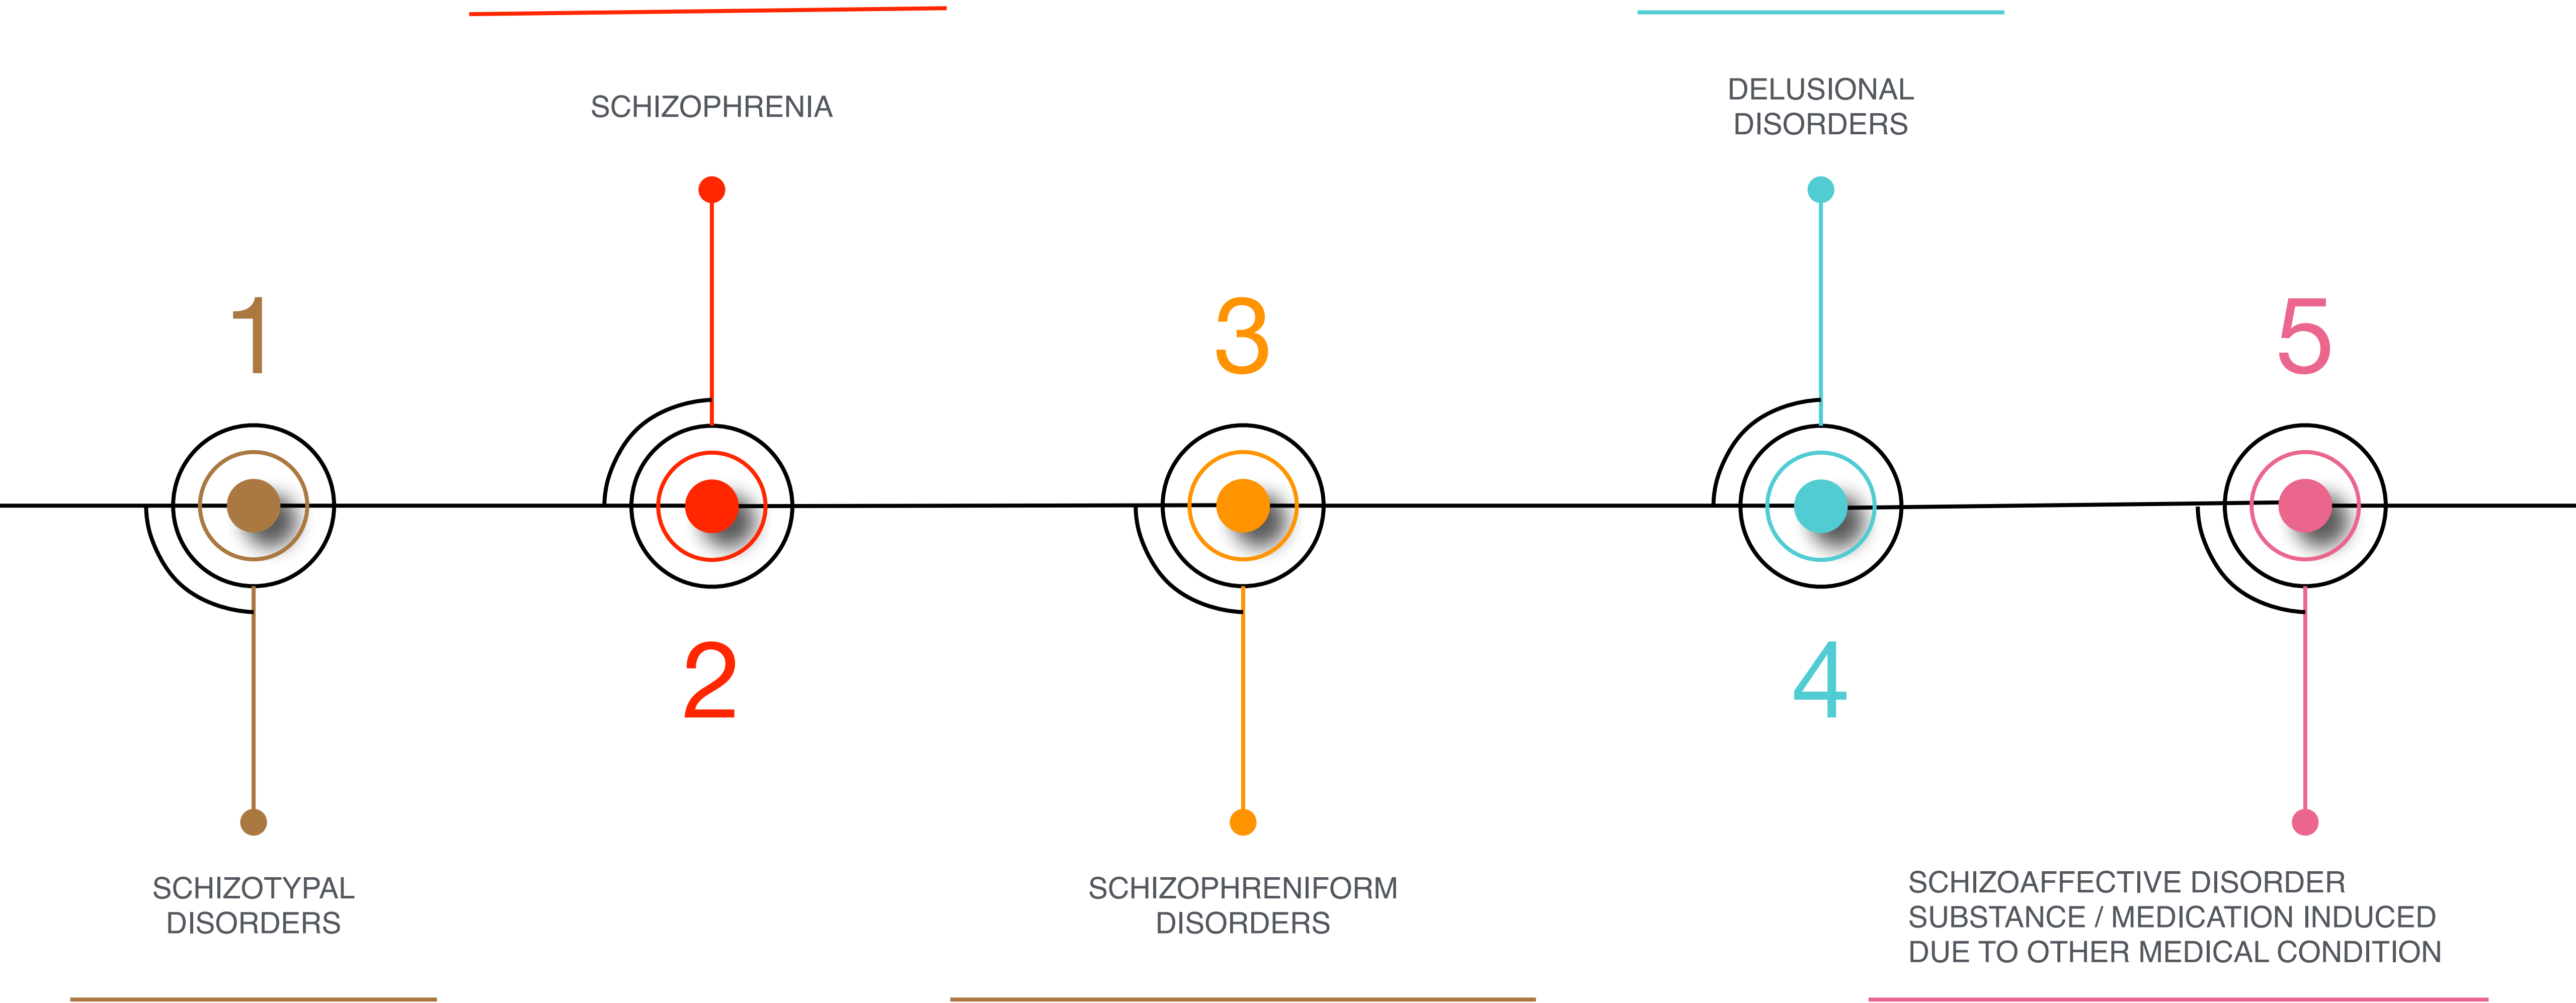 SCHIZOPHRENIA
DELUSIONAL
DISORDERS
1
3
5
2
4
SCHIZOTYPAL
DISORDERS
SCHIZOPHRENIFORM
DISORDERS
SCHIZOAFFECTIVE DISORDER
SUBSTANCE / MEDICATION INDUCED
DUE TO OTHER MEDICAL CONDITION